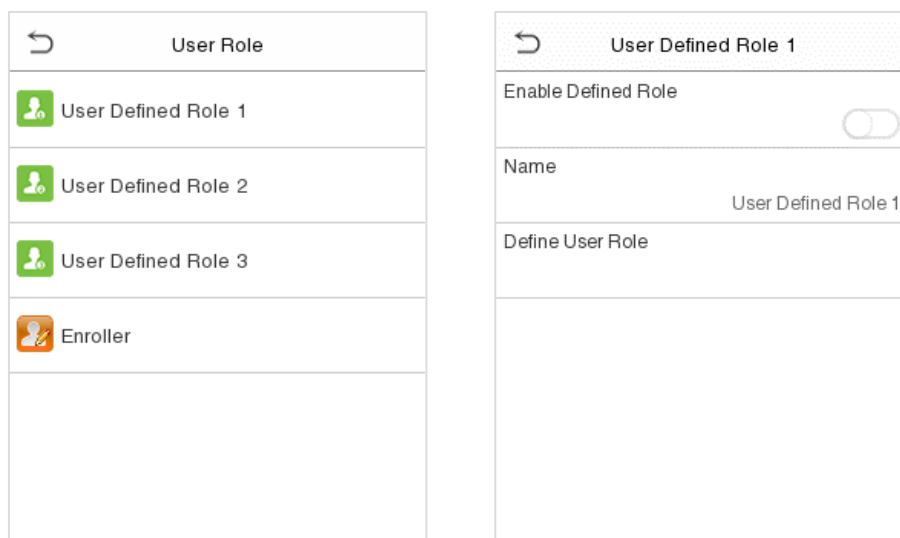 User Role
User Defined Role 1
User Defined Role 2
User Defined Role 3
Enroller
User Defined Role 1
Enable Defined Role
Name
User Defined Role 1
Define User Role